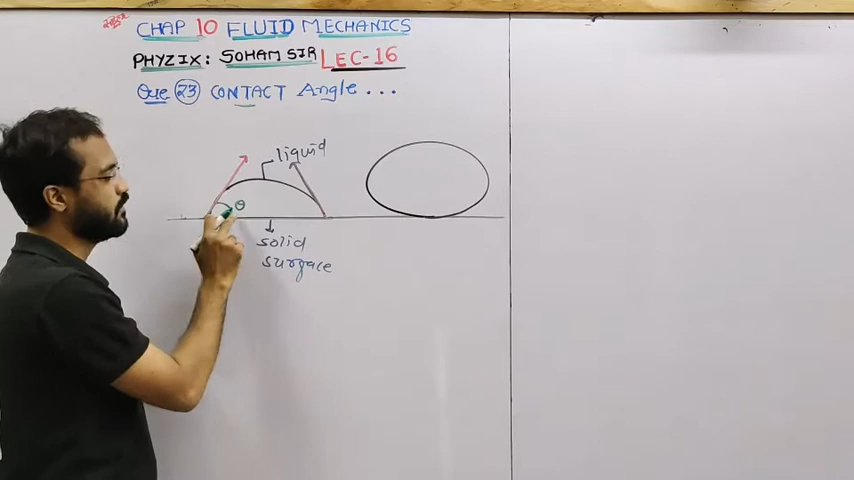 CHAP 10 FLUID MECHANICS
PHYZIX: SOHAM SIR LEC-16
Que 23 CONTACT Angle...
liquid
θ
solid
surface